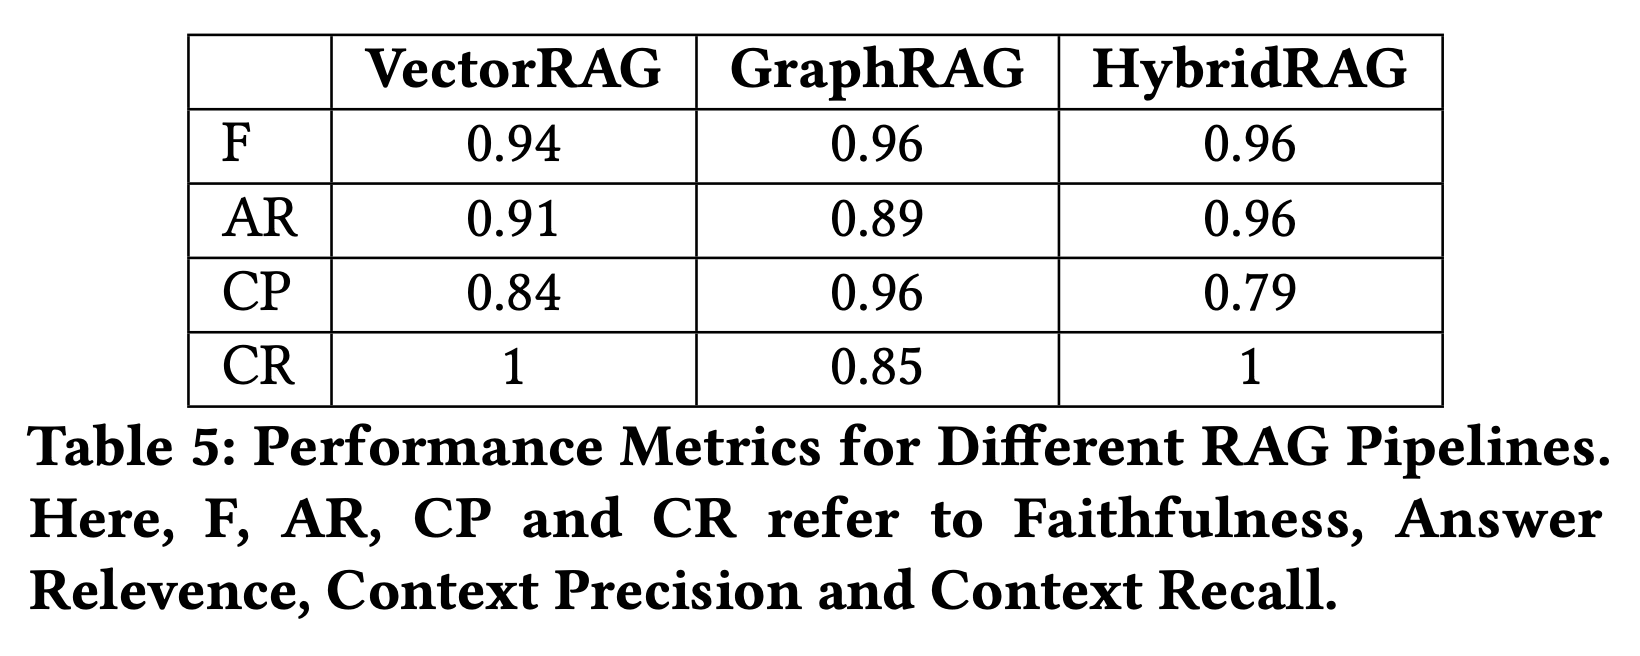 VectorRAG GraphRAG HybridRAG
F 0.94 0.96 0.96
AR 0.91 0.89 0.96
CP 0.84 0.96 0.79
CR 1 0.85 1
Table 5: Performance Metrics for Different RAG Pipelines.
Here, F, AR, CP and CR refer to Faithfulness, Answer
Relevence, Context Precision and Context Recall.